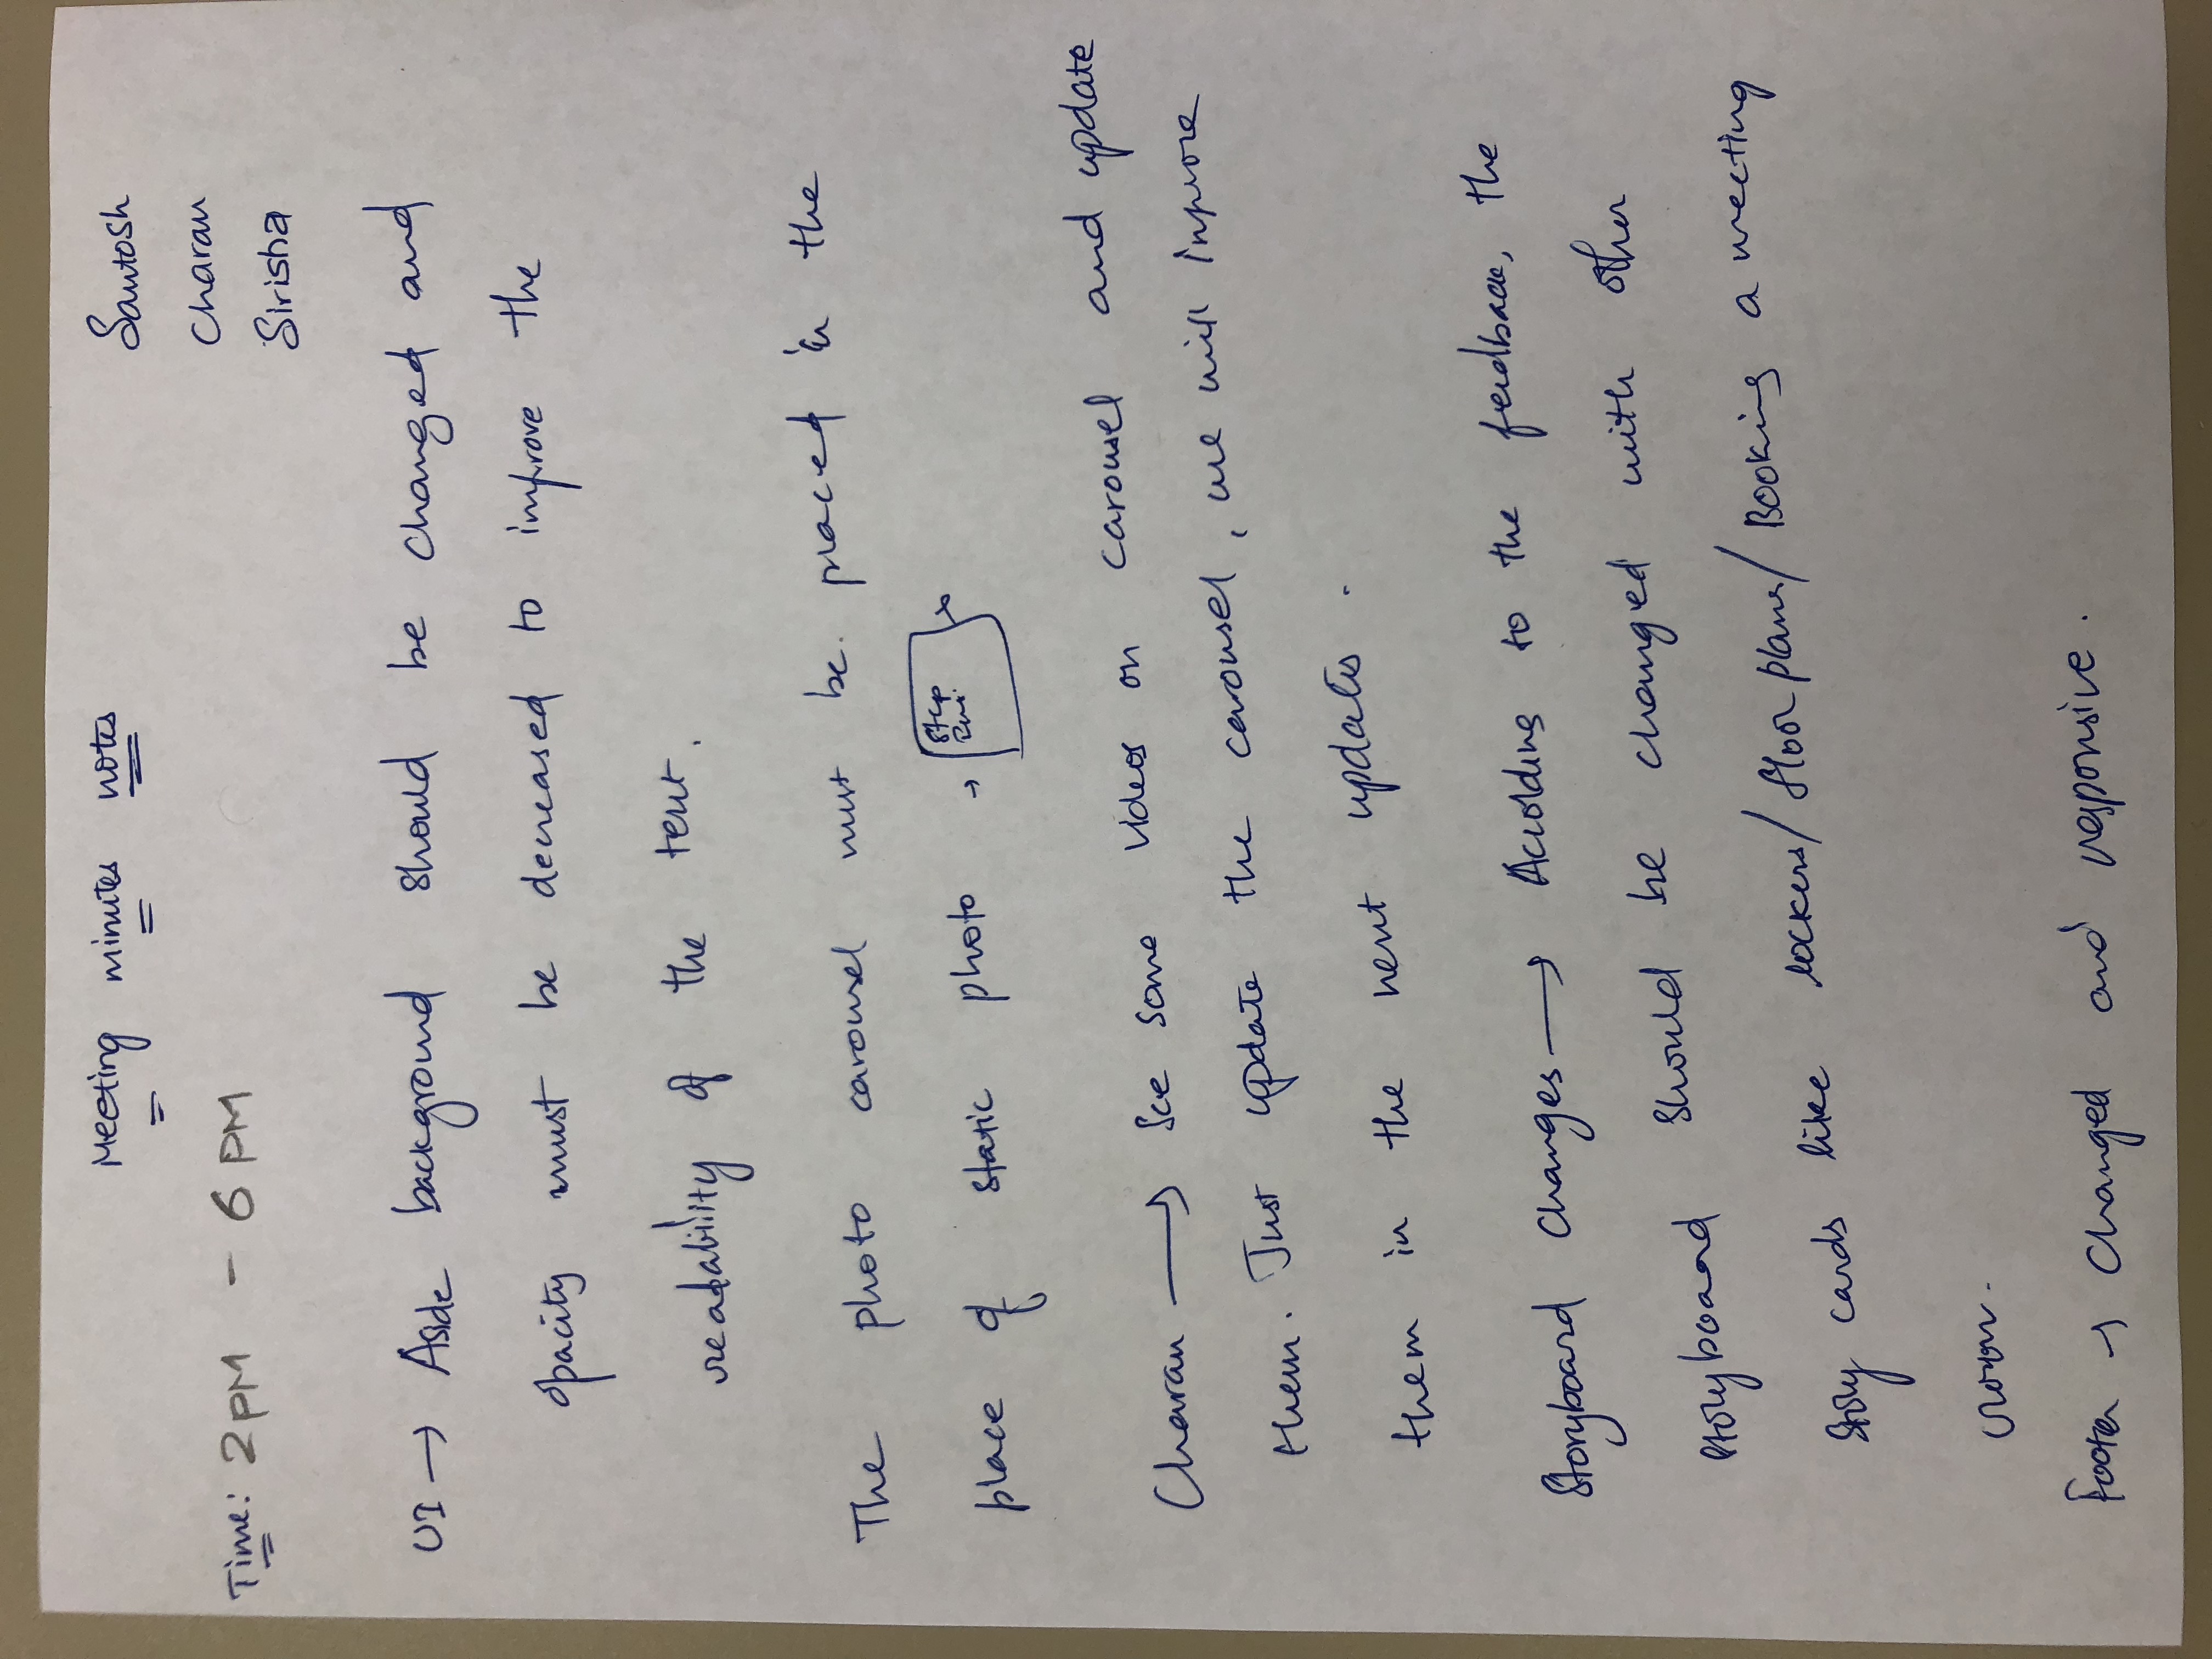 Meeting minutes notes
Santosh
Charan
Sirisha
Time: 2PM - 6 PM
UI → Aside background should be changed and
opacity must be decreased to improve the
readability of the text.
The photo carousel must be placed in the
place of static photo →
Step
Charan → See some videos on carousel and update
them. Just update the carousel, we will improve
them in the next updates.
Storyboard Changes → According to the feedback, the
storyboard should be changed with other
story cards like lockers/floor plans/Booking a meeting
room.
Footer → Changed and responsive.